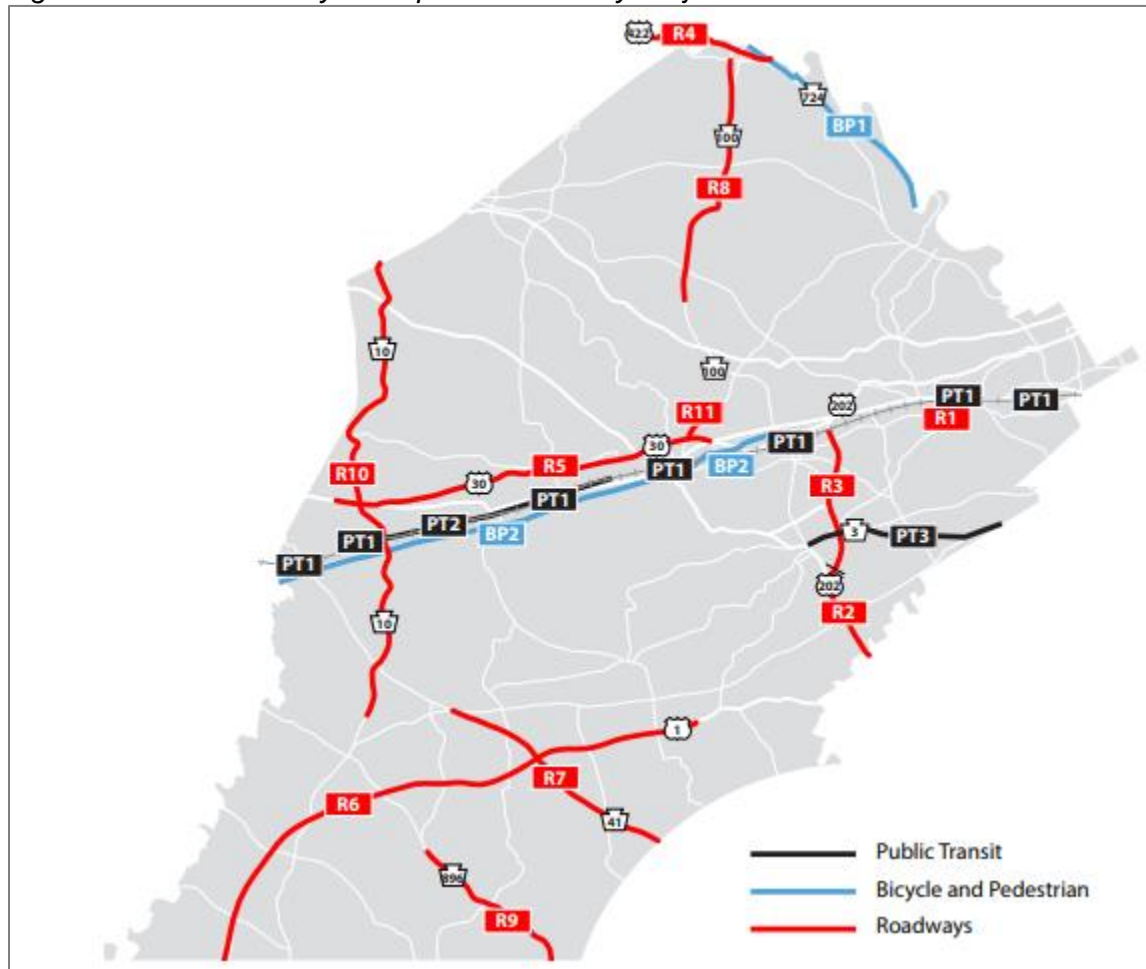 422
R4
724
BP1
100
R8
10
100
202
PT1
PT1
R1
R11
30
PT1
PT1
BP2
R10
R5
30
R3
PT1
PT2
BP2
3
PT3
PT1
PT1
202
R2
10
1
R7
R6
41
896
R9
Public Transit
Bicycle and Pedestrian
Roadways